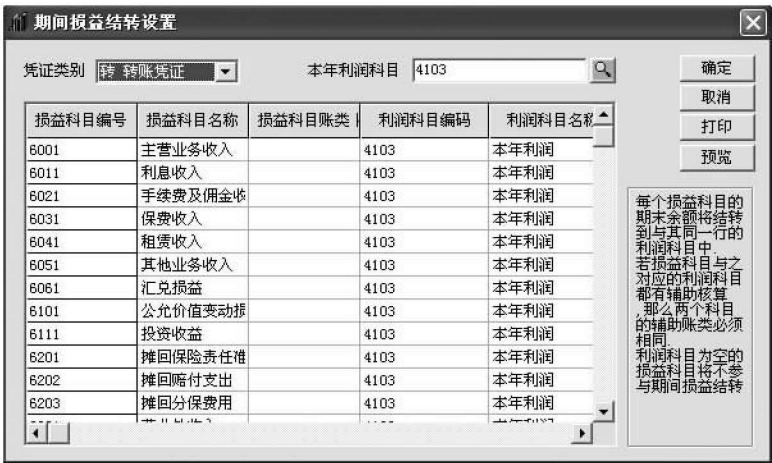 期间损益结转设置
凭证类别 转 转账凭证 本年利润科目 4103
确定
取消
打印
预览
损益科目编号 损益科目名称 损益科目账类 利润科目编码 利润科目名称
6001 主营业务收入 4103 本年利润
6011 利息收入 4103 本年利润
6021 手续费及佣金收 4103 本年利润
6031 保费收入 4103 本年利润
6041 租赁收入 4103 本年利润
6051 其他业务收入 4103 本年利润
6061 汇兑损益 4103 本年利润
6101 公允价值变动损 4103 本年利润
6111 投资收益 4103 本年利润
6201 摊回保险责任准 4103 本年利润
6202 摊回赔付支出 4103 本年利润
6203 摊回分保费用 4103 本年利润
每个损益科目的
期末余额将结转
到与其同一行的
利润科目中.
若损益科目与之
对应的利润科目
都有辅助核算
,那么两个科目
的辅助账类必须
相同.
利润科目为空的
损益科目将不参
与期间损益结转